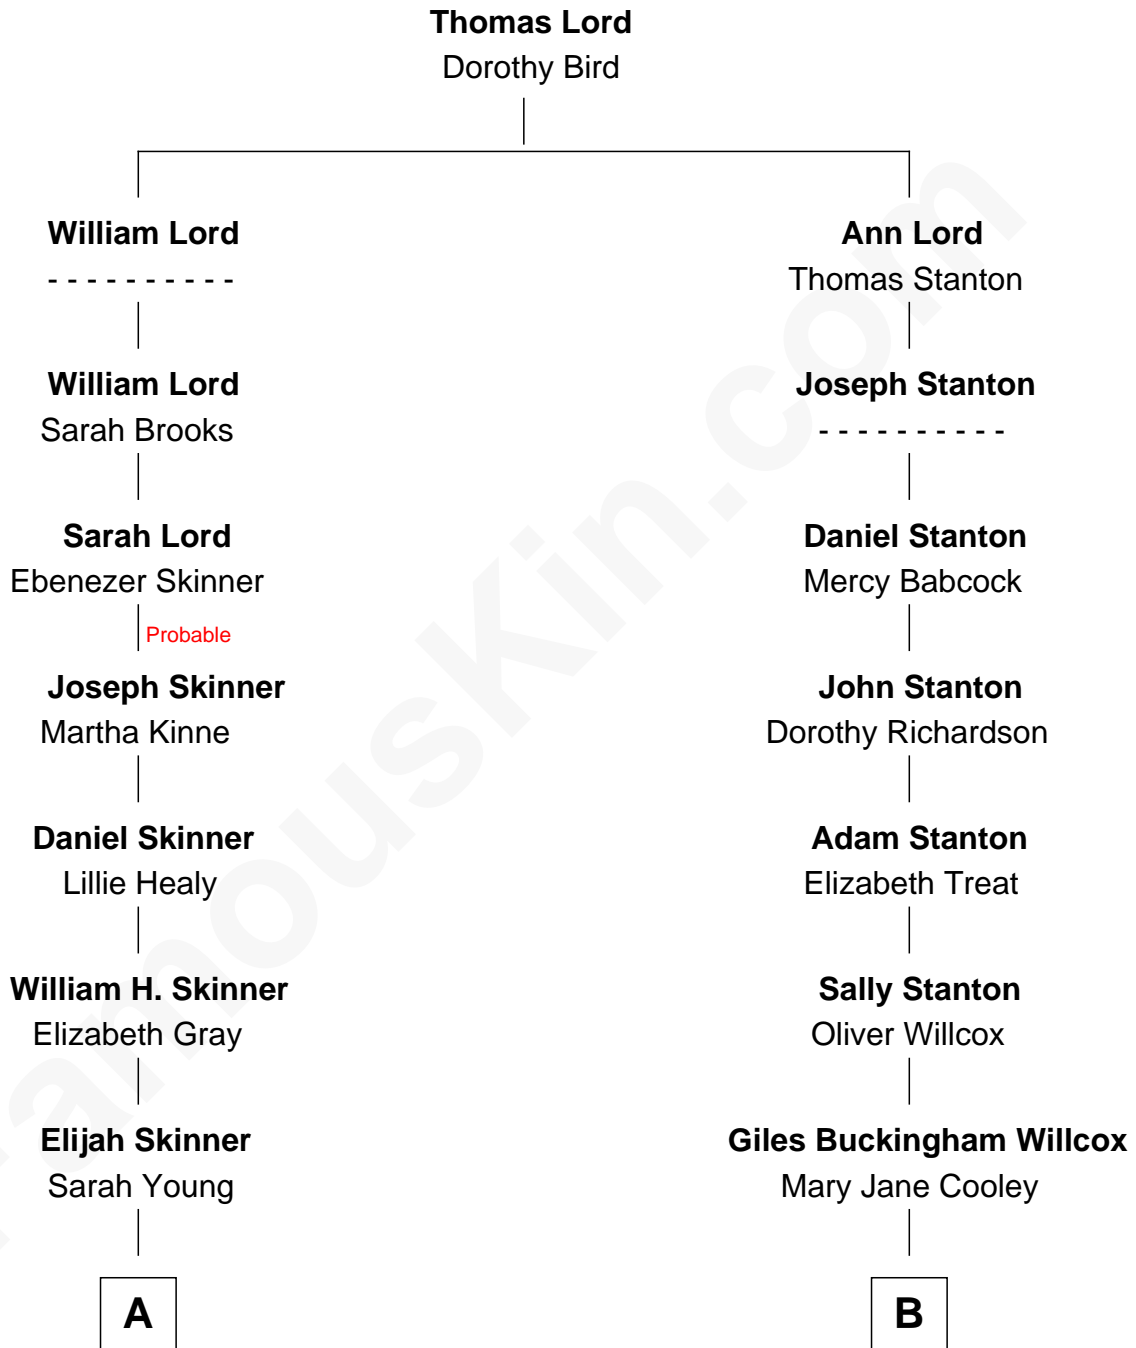 Thomas Lord
Dorothy Bird
William Lord
- - - - - - - - - -
William Lord
Sarah Brooks
Sarah Lord
Ebenezer Skinner
Probable
Joseph Skinner
Martha Kinne
Daniel Skinner
Lillie Healy
William H. Skinner
Elizabeth Gray
Elijah Skinner
Sarah Young
A
Ann Lord
Thomas Stanton
Joseph Stanton
- - - - - - - - - -
Daniel Stanton
Mercy Babcock
John Stanton
Dorothy Richardson
Adam Stanton
Elizabeth Treat
Sally Stanton
Oliver Willcox
Giles Buckingham Willcox
Mary Jane Cooley
B
FamousKin.com